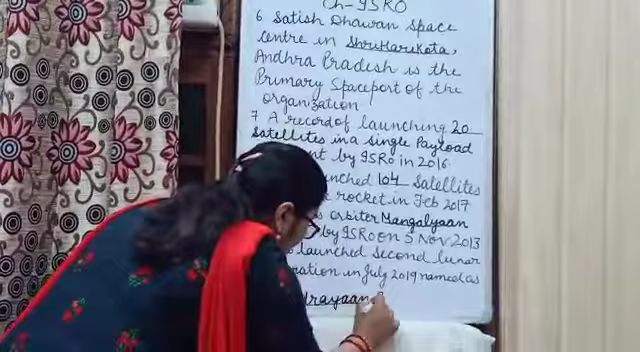 Ch-ISRO
6 Satish Dhawan Space
Centre in ShriHariKota,
Andhra Pradesh is the
Primary Spaceport of the
organization
7 A record of launching 20
Satellites in a single Payload
by ISRO in 2016
104 Satellites
rocket in Feb 2017
orbiter Mangalyaan
by ISRO on 5 Nov 2013
launched Second lunar
in July 2019 named as